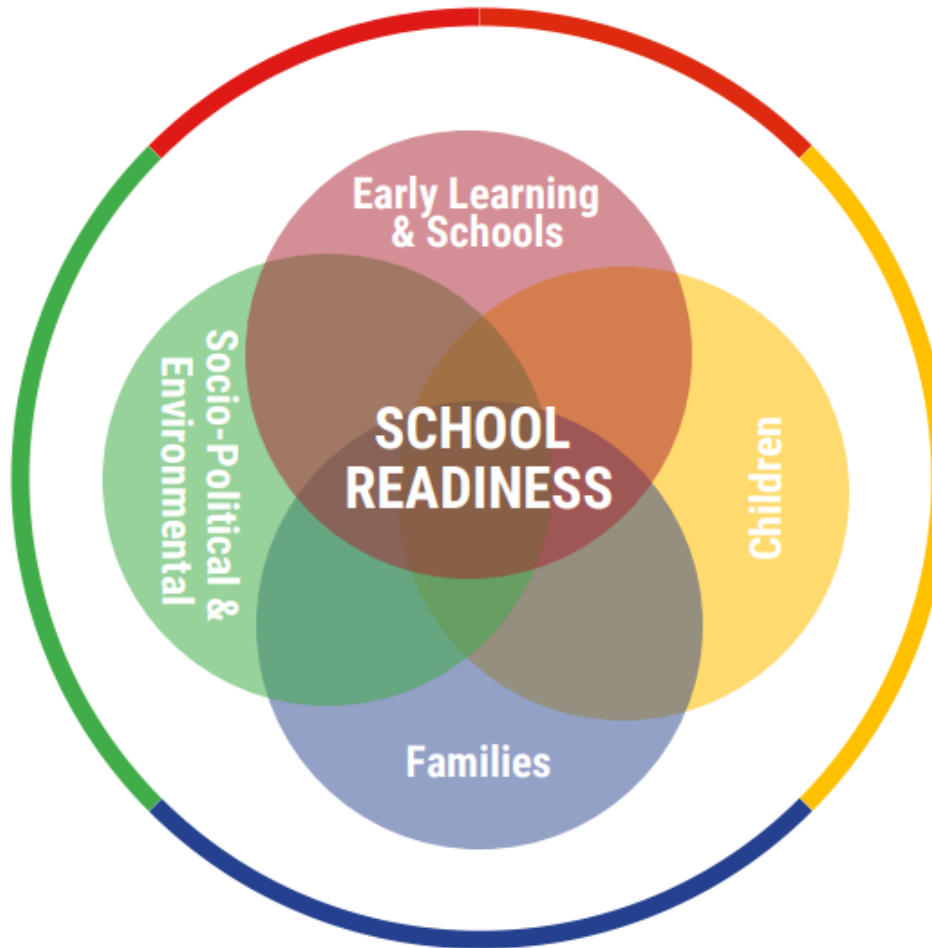 Early Learning
& Schools
Socio-Political &
Environmental
SCHOOL
READINESS
Children
Families